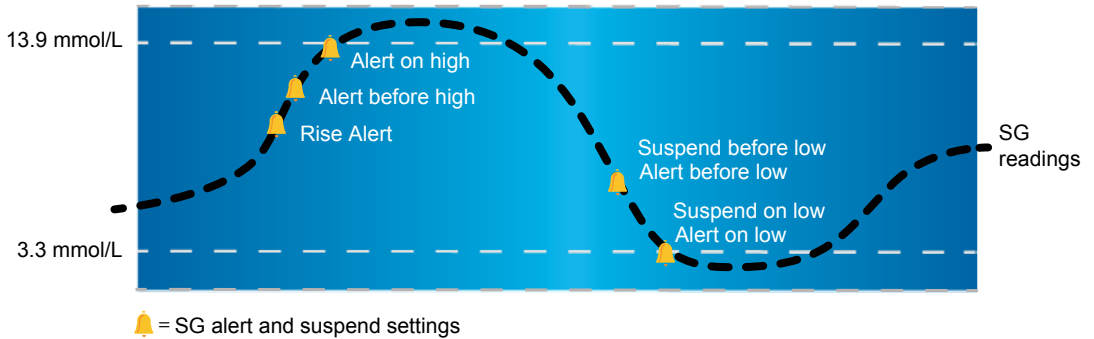 13.9 mmol/L
Alert on high
Alert before high
Rise Alert
Suspend before low
Alert before low
SG
readings
Suspend on low
Alert on low
3.3 mmol/L
= SG alert and suspend settings